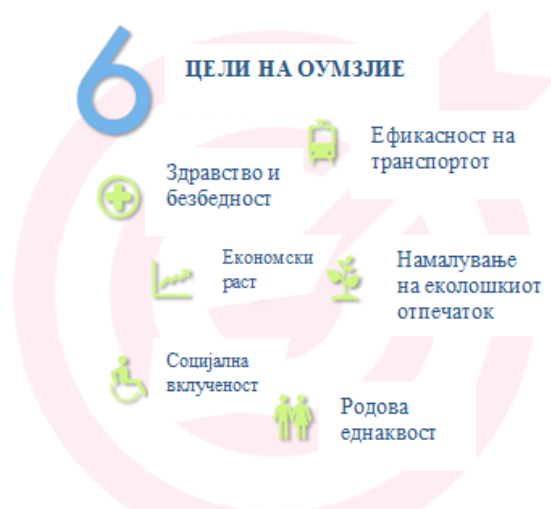 6
ЦЕЛИ НА ОУМЗЈИЕ
Ефикасност на
транспортот
Здравство и
безбедност
Економски
раст
Намалување
на еколошкиот
отпечаток
Социјална
вклученост
Родова
еднаквост